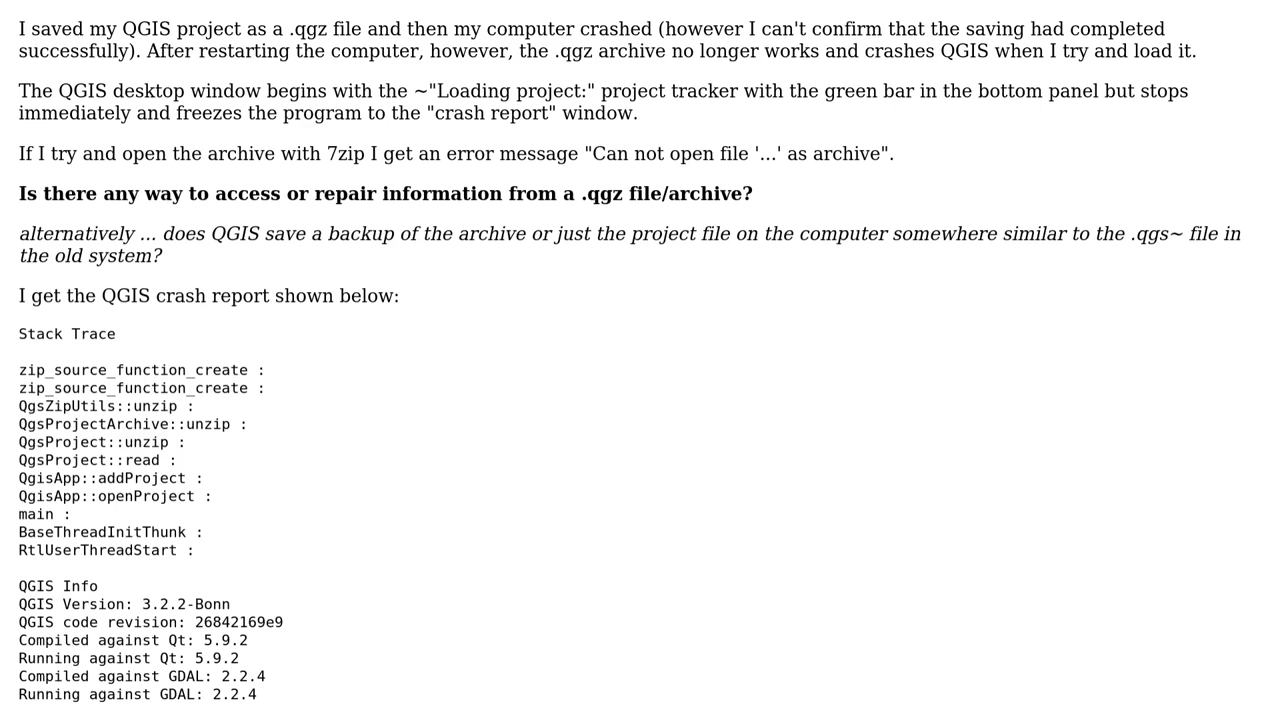 I saved my QGIS project as a .qgz file and then my computer crashed (however I can't confirm that the saving had completed
successfully). After restarting the computer, however, the .qgz archive no longer works and crashes QGIS when I try and load it.
The QGIS desktop window begins with the ~"Loading project:" project tracker with the green bar in the bottom panel but stops
immediately and freezes the program to the "crash report" window.
If I try and open the archive with 7zip I get an error message "Can not open file '...' as archive".
Is there any way to access or repair information from a .qgz file/archive?
alternatively ... does QGIS save a backup of the archive or just the project file on the computer somewhere similar to the .qgs~ file in
the old system?
I get the QGIS crash report shown below:
Stack Trace
zip_source_function_create :
zip_source_function_create :
QgsZipUtils::unzip :
QgsProjectArchive::unzip :
QgsProject::unzip :
QgsProject::read :
QgisApp::addProject :
QgisApp::openProject :
main :
BaseThreadInitThunk :
RtlUserThreadStart :
QGIS Info
QGIS Version: 3.2.2-Bonn
QGIS code revision: 26842169e9
Compiled against Qt: 5.9.2
Running against Qt: 5.9.2
Compiled against GDAL: 2.2.4
Running against GDAL: 2.2.4